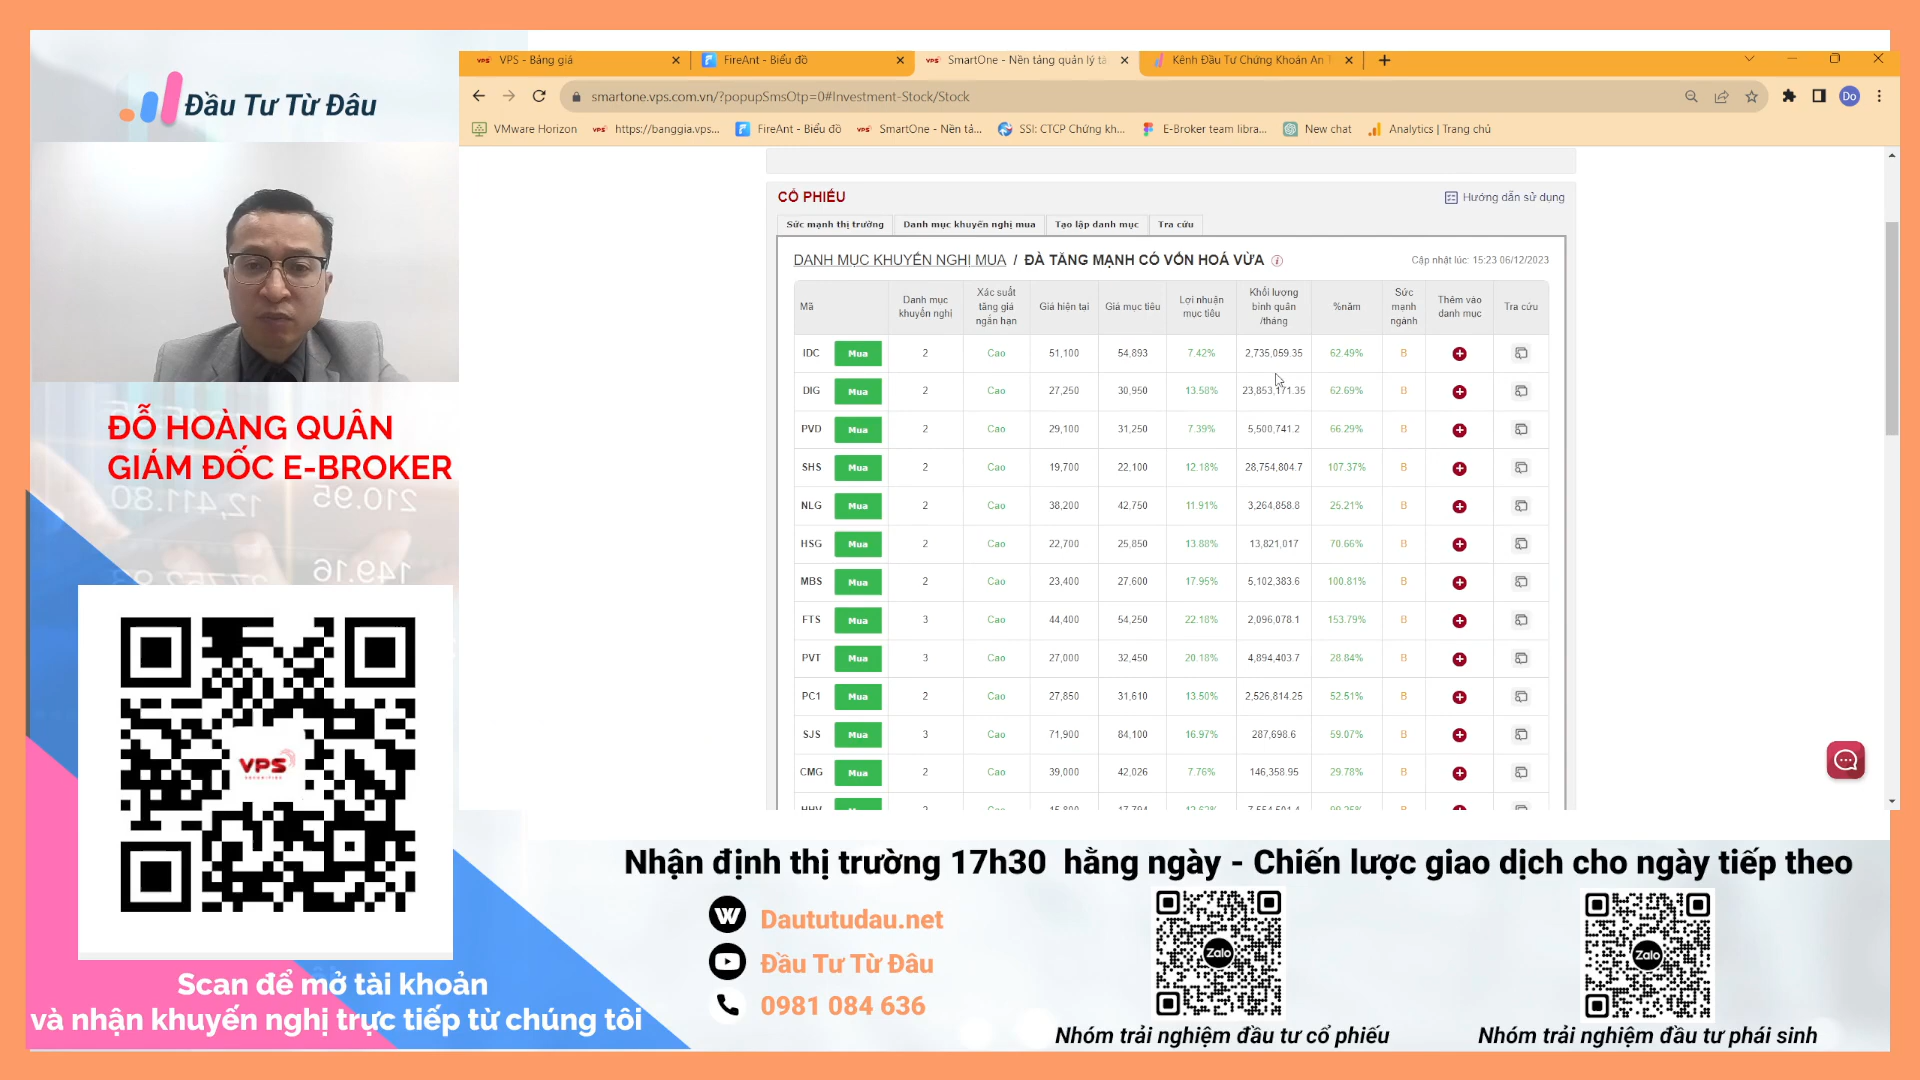 Đầu Tư Từ Đâu
ĐỖ HOÀNG QUÂN
GIÁM ĐỐC E-BROKER
VPS
Scan để mở tài khoản
và nhận khuyến nghị trực tiếp từ chúng tôi
VPS - Bảng giá
FireAnt - Biểu đồ
SmartOne - Nền tảng quản lý tà
Kênh Đầu Tư Chứng Khoán An T
smartone.vps.com.vn/?popupSmsOtp=0#Investment-Stock/Stock
Do
VMware Horizon
https://banggia.vps...
FireAnt - Biểu đồ
SmartOne - Nền tả...
SSI: CTCP Chứng kh...
E-Broker team libra...
New chat
Analytics | Trang chủ
CỔ PHIẾU
Hướng dẫn sử dụng
Sức mạnh thị trường
Danh mục khuyến nghị mua
Tạo lập danh mục
Tra cứu
DANH MỤC KHUYẾN NGHỊ MUA / ĐÀ TĂNG MẠNH CÓ VỐN HOÁ VỪA
Cập nhật lúc: 15:23 06/12/2023
Mã Danh mục khuyến nghị Xác suất tăng giá ngắn hạn Giá hiện tại Giá mục tiêu Lợi nhuận mục tiêu Khối lượng bình quân /tháng %năm Sức mạnh ngành Thêm vào danh mục Tra cứu
IDC Mua 2 Cao 51,100 54,893 7.42% 2,735,059.35 62.49% B
DIG Mua 2 Cao 27,250 30,950 13.58% 23,853,171.35 62.69% B
PVD Mua 2 Cao 29,100 31,250 7.39% 5,500,741.2 66.29% B
SHS Mua 2 Cao 19,700 22,100 12.18% 28,754,804.7 107.37% B
NLG Mua 2 Cao 38,200 42,750 11.91% 3,264,858.8 25.21% B
HSG Mua 2 Cao 22,700 25,850 13.88% 13,821,017 70.66% B
MBS Mua 2 Cao 23,400 27,600 17.95% 5,102,383.6 100.81% B
FTS Mua 3 Cao 44,400 54,250 22.18% 2,096,078.1 153.79% B
PVT Mua 3 Cao 27,000 32,450 20.18% 4,894,403.7 28.84% B
PC1 Mua 2 Cao 27,850 31,610 13.50% 2,526,814.25 52.51% B
SJS Mua 3 Cao 71,900 84,100 16.97% 287,698.6 59.07% B
CMG Mua 2 Cao 39,000 42,026 7.76% 146,358.95 29.78% B
Nhận định thị trường 17h30 hằng ngày - Chiến lược giao dịch cho ngày tiếp theo
Daututudau.net
Đầu Tư Từ Đâu
0981 084 636
Zalo
Nhóm trải nghiệm đầu tư cổ phiếu
Zalo
Nhóm trải nghiệm đầu tư phái sinh